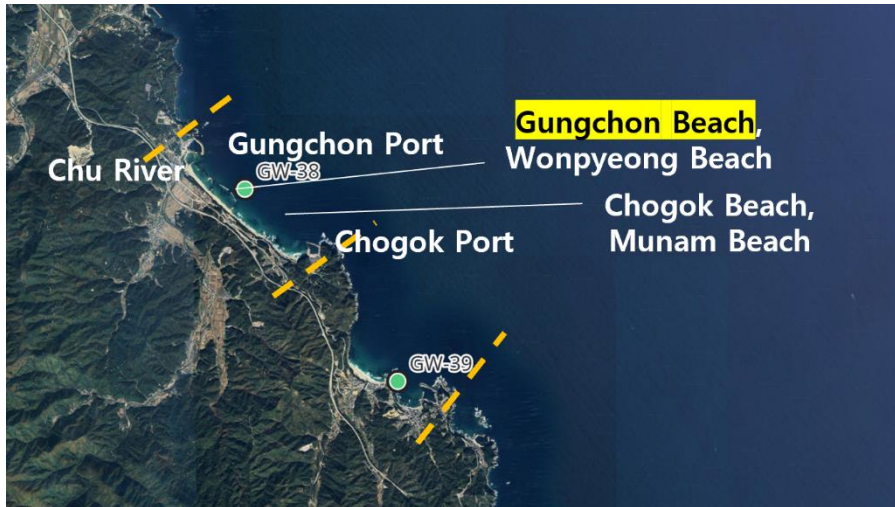 Gungchon Beach,
Wonpyeong Beach
Gungchon Port
Chu River
GW-38
Chogok Beach,
Munam Beach
Chogok Port
GW-39